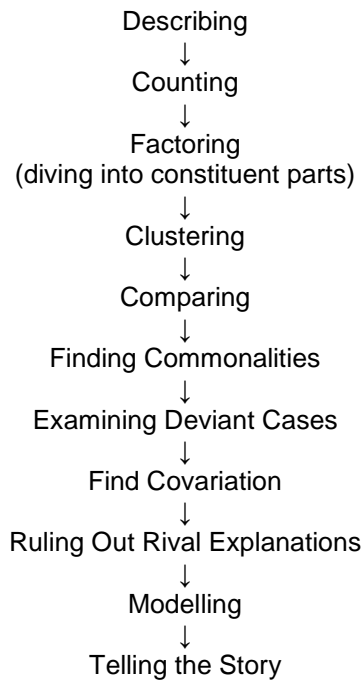 Describing
↓
Counting
↓
Factoring
(diving into constituent parts)
↓
Clustering
↓
Comparing
↓
Finding Commonalities
↓
Examining Deviant Cases
↓
Find Covariation
↓
Ruling Out Rival Explanations
↓
Modelling
↓
Telling the Story